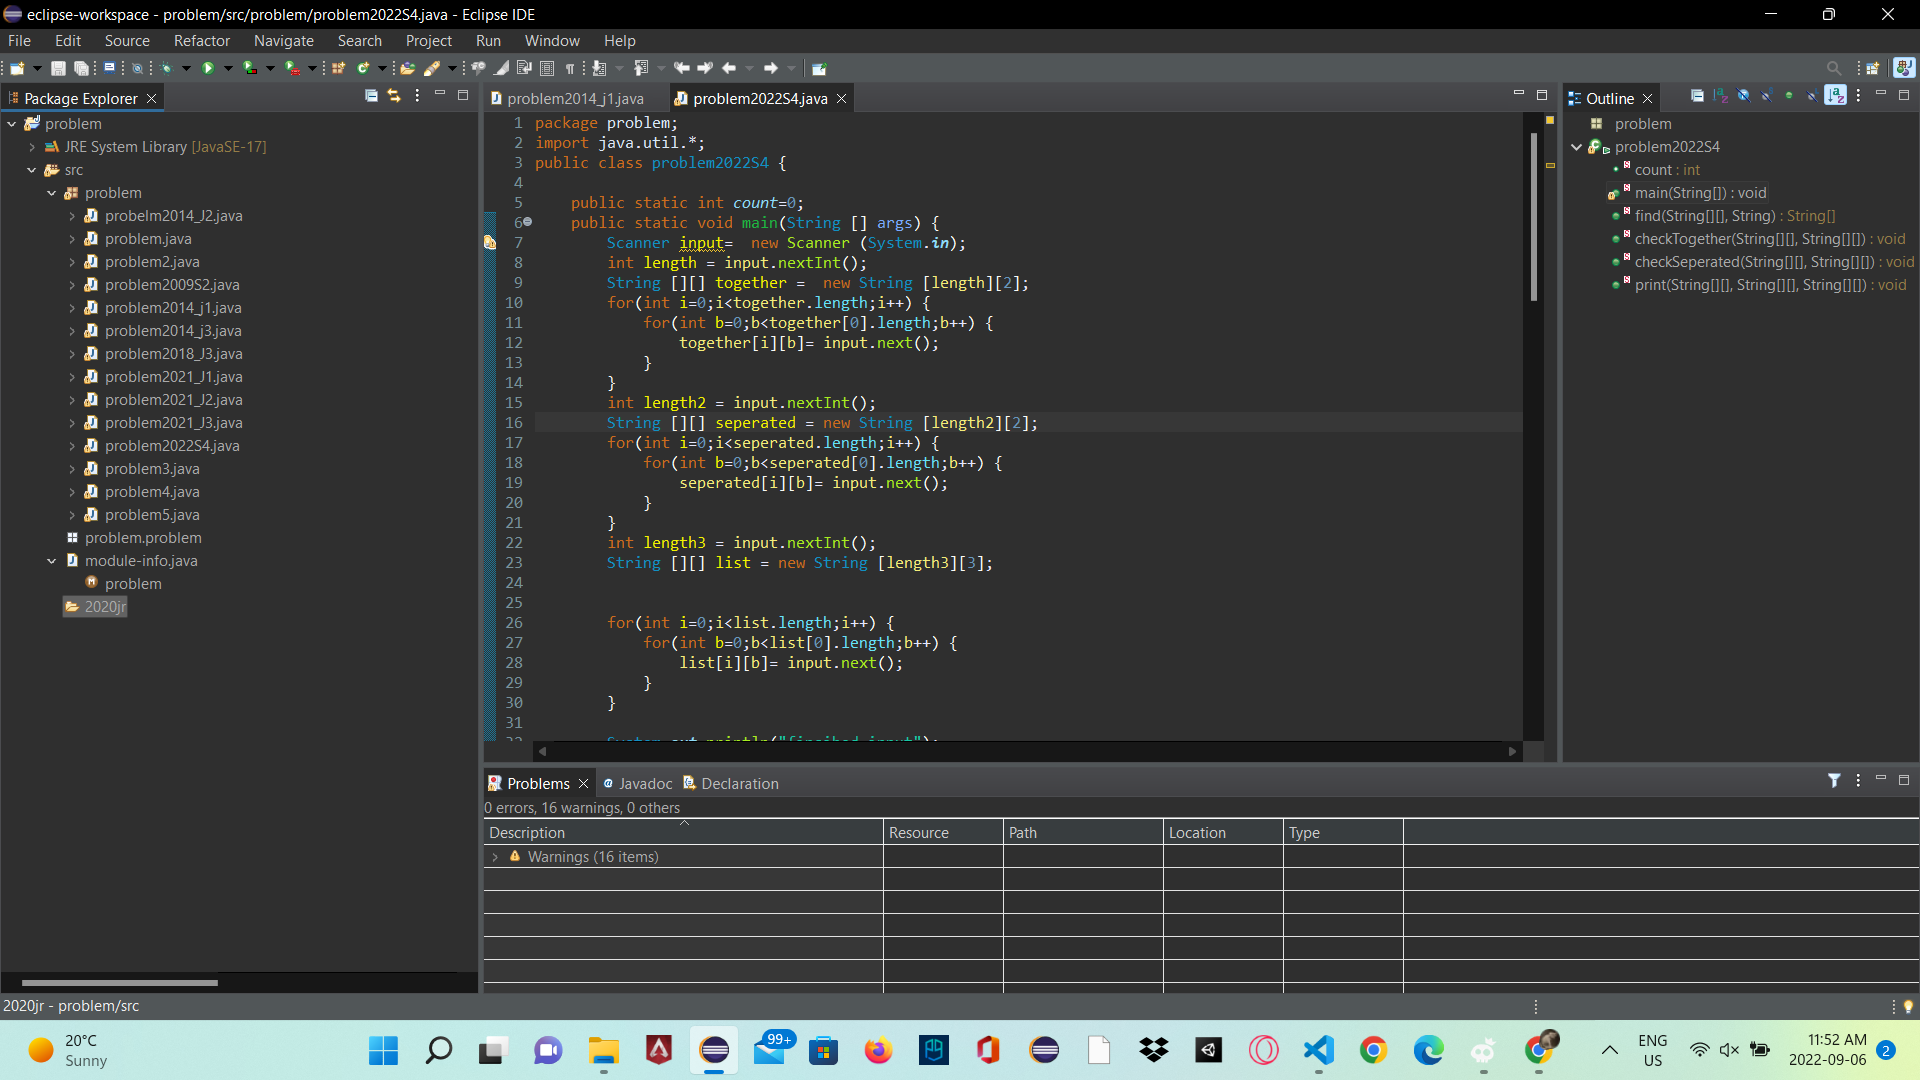 eclipse-workspace - problem/src/problem/problem2022S4.java - Eclipse IDE
File Edit Source Refactor Navigate Search Project Run Window Help
Package Explorer
problem
JRE System Library [JavaSE-17]
src
problem
probelm2014_J2.java
problem.java
problem2.java
problem2009S2.java
problem2014_j1.java
problem2014_j3.java
problem2018_J3.java
problem2021_J1.java
problem2021_J2.java
problem2021_J3.java
problem2022S4.java
problem3.java
problem4.java
problem5.java
problem.problem
module-info.java
problem
2020jr
problem2014_j1.java problem2022S4.java
1 package problem;
2 import java.util.*;
3 public class problem2022S4 {
4
5 public static int count=0;
6 public static void main(String [] args) {
7 Scanner input=  new Scanner (System.in);
8 int length = input.nextInt();
9 String [][] together =  new String [length][2];
10 for(int i=0;i<together.length;i++) {
11 for(int b=0;b<together[0].length;b++) {
12 together[i][b]= input.next();
13 }
14 }
15 int length2 = input.nextInt();
16 String [][] seperated = new String [length2][2];
17 for(int i=0;i<seperated.length;i++) {
18 for(int b=0;b<seperated[0].length;b++) {
19 seperated[i][b]= input.next();
20 }
21 }
22 int length3 = input.nextInt();
23 String [][] list = new String [length3][3];
24
25
26 for(int i=0;i<list.length;i++) {
27 for(int b=0;b<list[0].length;b++) {
28 list[i][b]= input.next();
29 }
30 }
31
Outline
problem
problem2022S4
count : int
main(String[]) : void
find(String[][], String) : String[]
checkTogether(String[][], String[][]) : void
checkSeperated(String[][], String[][]) : void
print(String[][], String[][], String[][]) : void
Problems Javadoc Declaration
0 errors, 16 warnings, 0 others
Description Resource Path Location Type
Warnings (16 items)
2020jr - problem/src
20°C
Sunny
99+
ENG
US
11:52 AM
2022-09-06
2